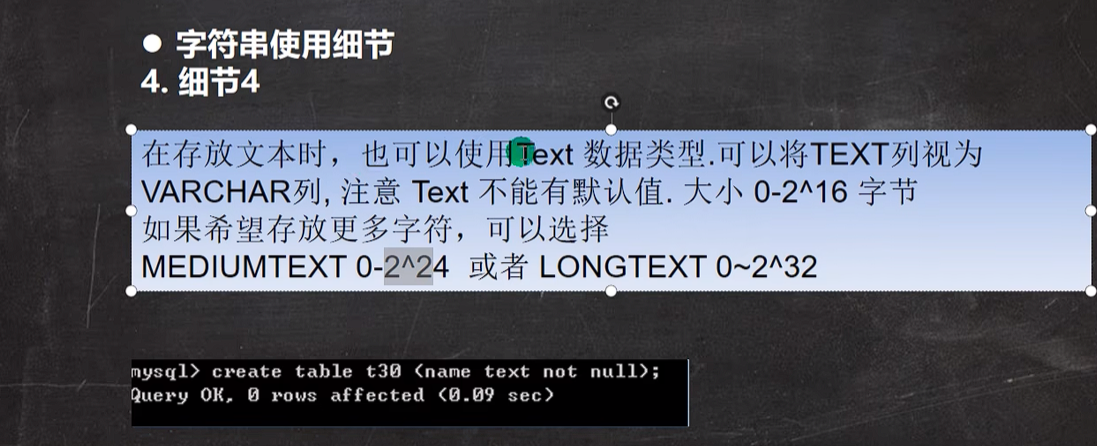 ● 字符串使用细节
4. 细节4
在存放文本时，也可以使用Text 数据类型.可以将TEXT列视为
VARCHAR列, 注意 Text 不能有默认值. 大小 0-2^16 字节
如果希望存放更多字符，可以选择
MEDIUMTEXT 0-2^24 或者 LONGTEXT 0~2^32
mysql> create table t30 (name text not null);
Query OK, 0 rows affected (0.09 sec)